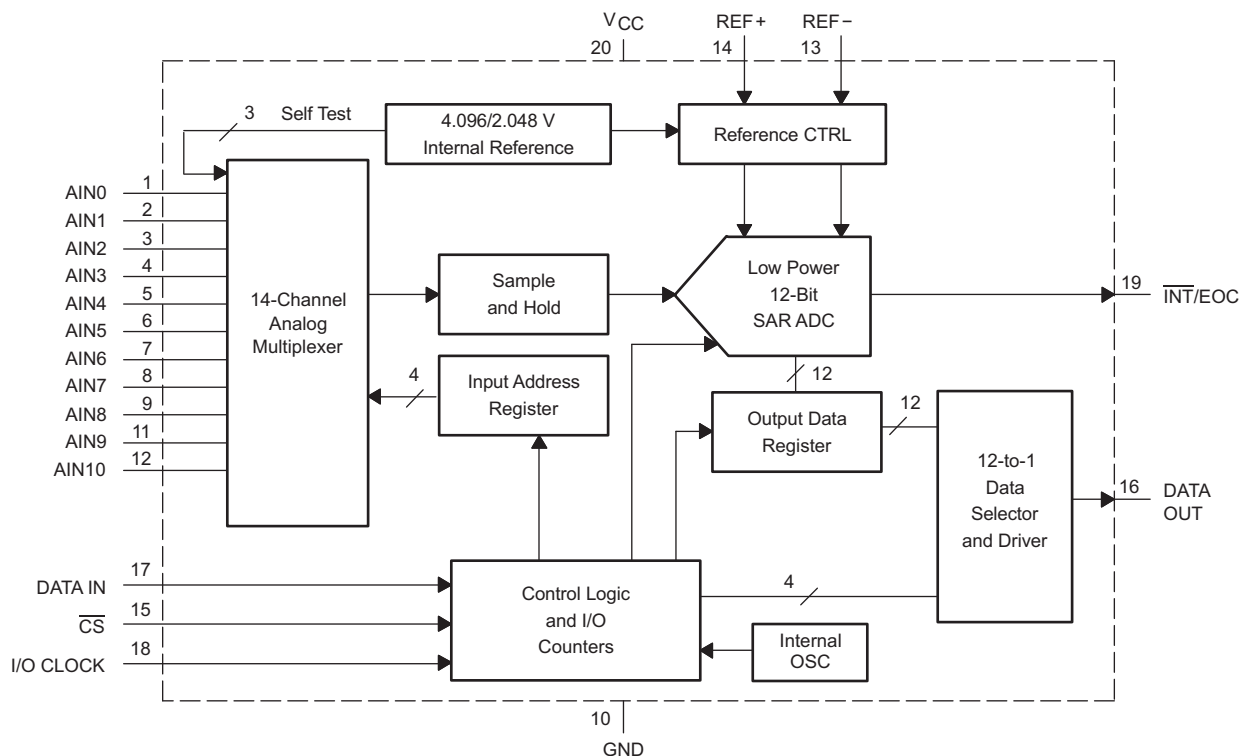 VCC
REF+
REF−
20
14
13
3
Self Test
4.096/2.048 V
Internal Reference
Reference CTRL
AIN0
1
AIN1
2
AIN2
3
AIN3
4
AIN4
5
AIN5
6
AIN6
7
AIN7
8
AIN8
9
AIN9
11
AIN10
12
14-Channel
Analog
Multiplexer
Sample
and Hold
Low Power
12-Bit
SAR ADC
19
I̅N̅T̅/EOC
4
Input Address
Register
12
Output Data
Register
12
12-to-1
Data
Selector
and Driver
16
DATA
OUT
DATA IN
17
C̅S̅
15
I/O CLOCK
18
Control Logic
and I/O
Counters
4
Internal
OSC
10
GND